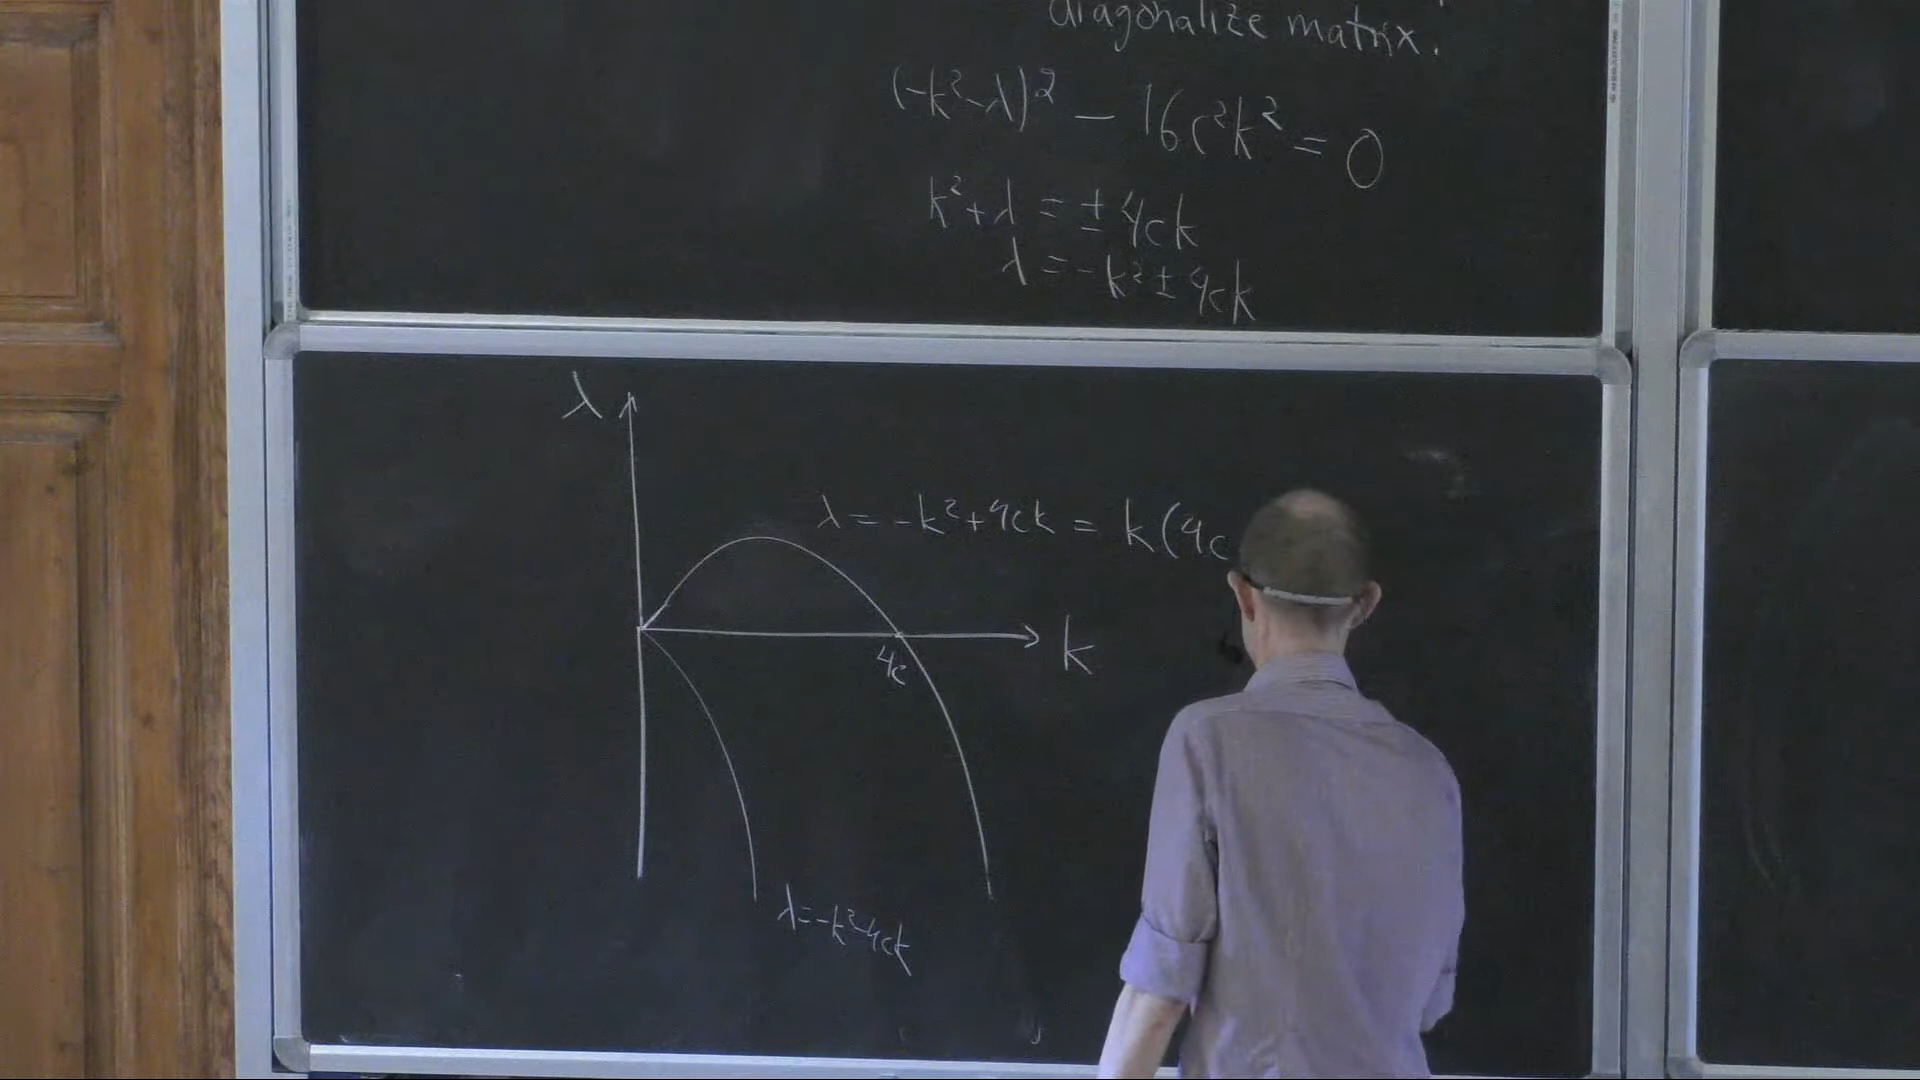 diagonalize matrix.
(-k²-λ)² - 16c²k² = 0
k²+λ = ± 4ck
λ = -k² ± 4ck
λ
λ = -k²+4ck = k(4c
4c
k
λ=-k²-4ck